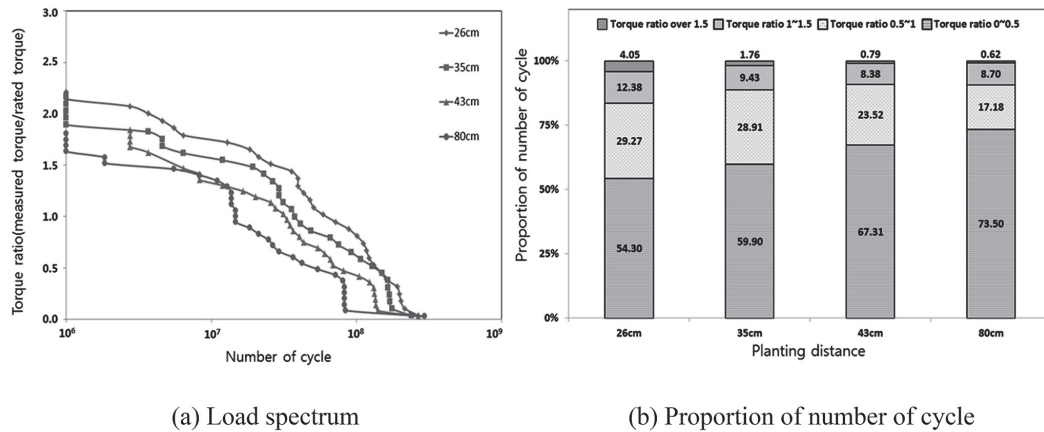 3.0
2.5
2.0
1.5
1.0
0.5
0.0
Torque ratio(measured torque/rated torque)
26cm
35cm
43cm
80cm
10⁶
10⁷
10⁸
10⁹
Number of cycle
(a) Load spectrum
Torque ratio over 1.5
Torque ratio 1~1.5
Torque ratio 0.5~1
Torque ratio 0~0.5
Proportion of number of cycle
100%
75%
50%
25%
0%
4.05
1.76
0.79
0.62
12.38
9.43
8.38
8.70
29.27
28.91
23.52
17.18
54.30
59.90
67.31
73.50
26cm
35cm
43cm
80cm
Planting distance
(b) Proportion of number of cycle